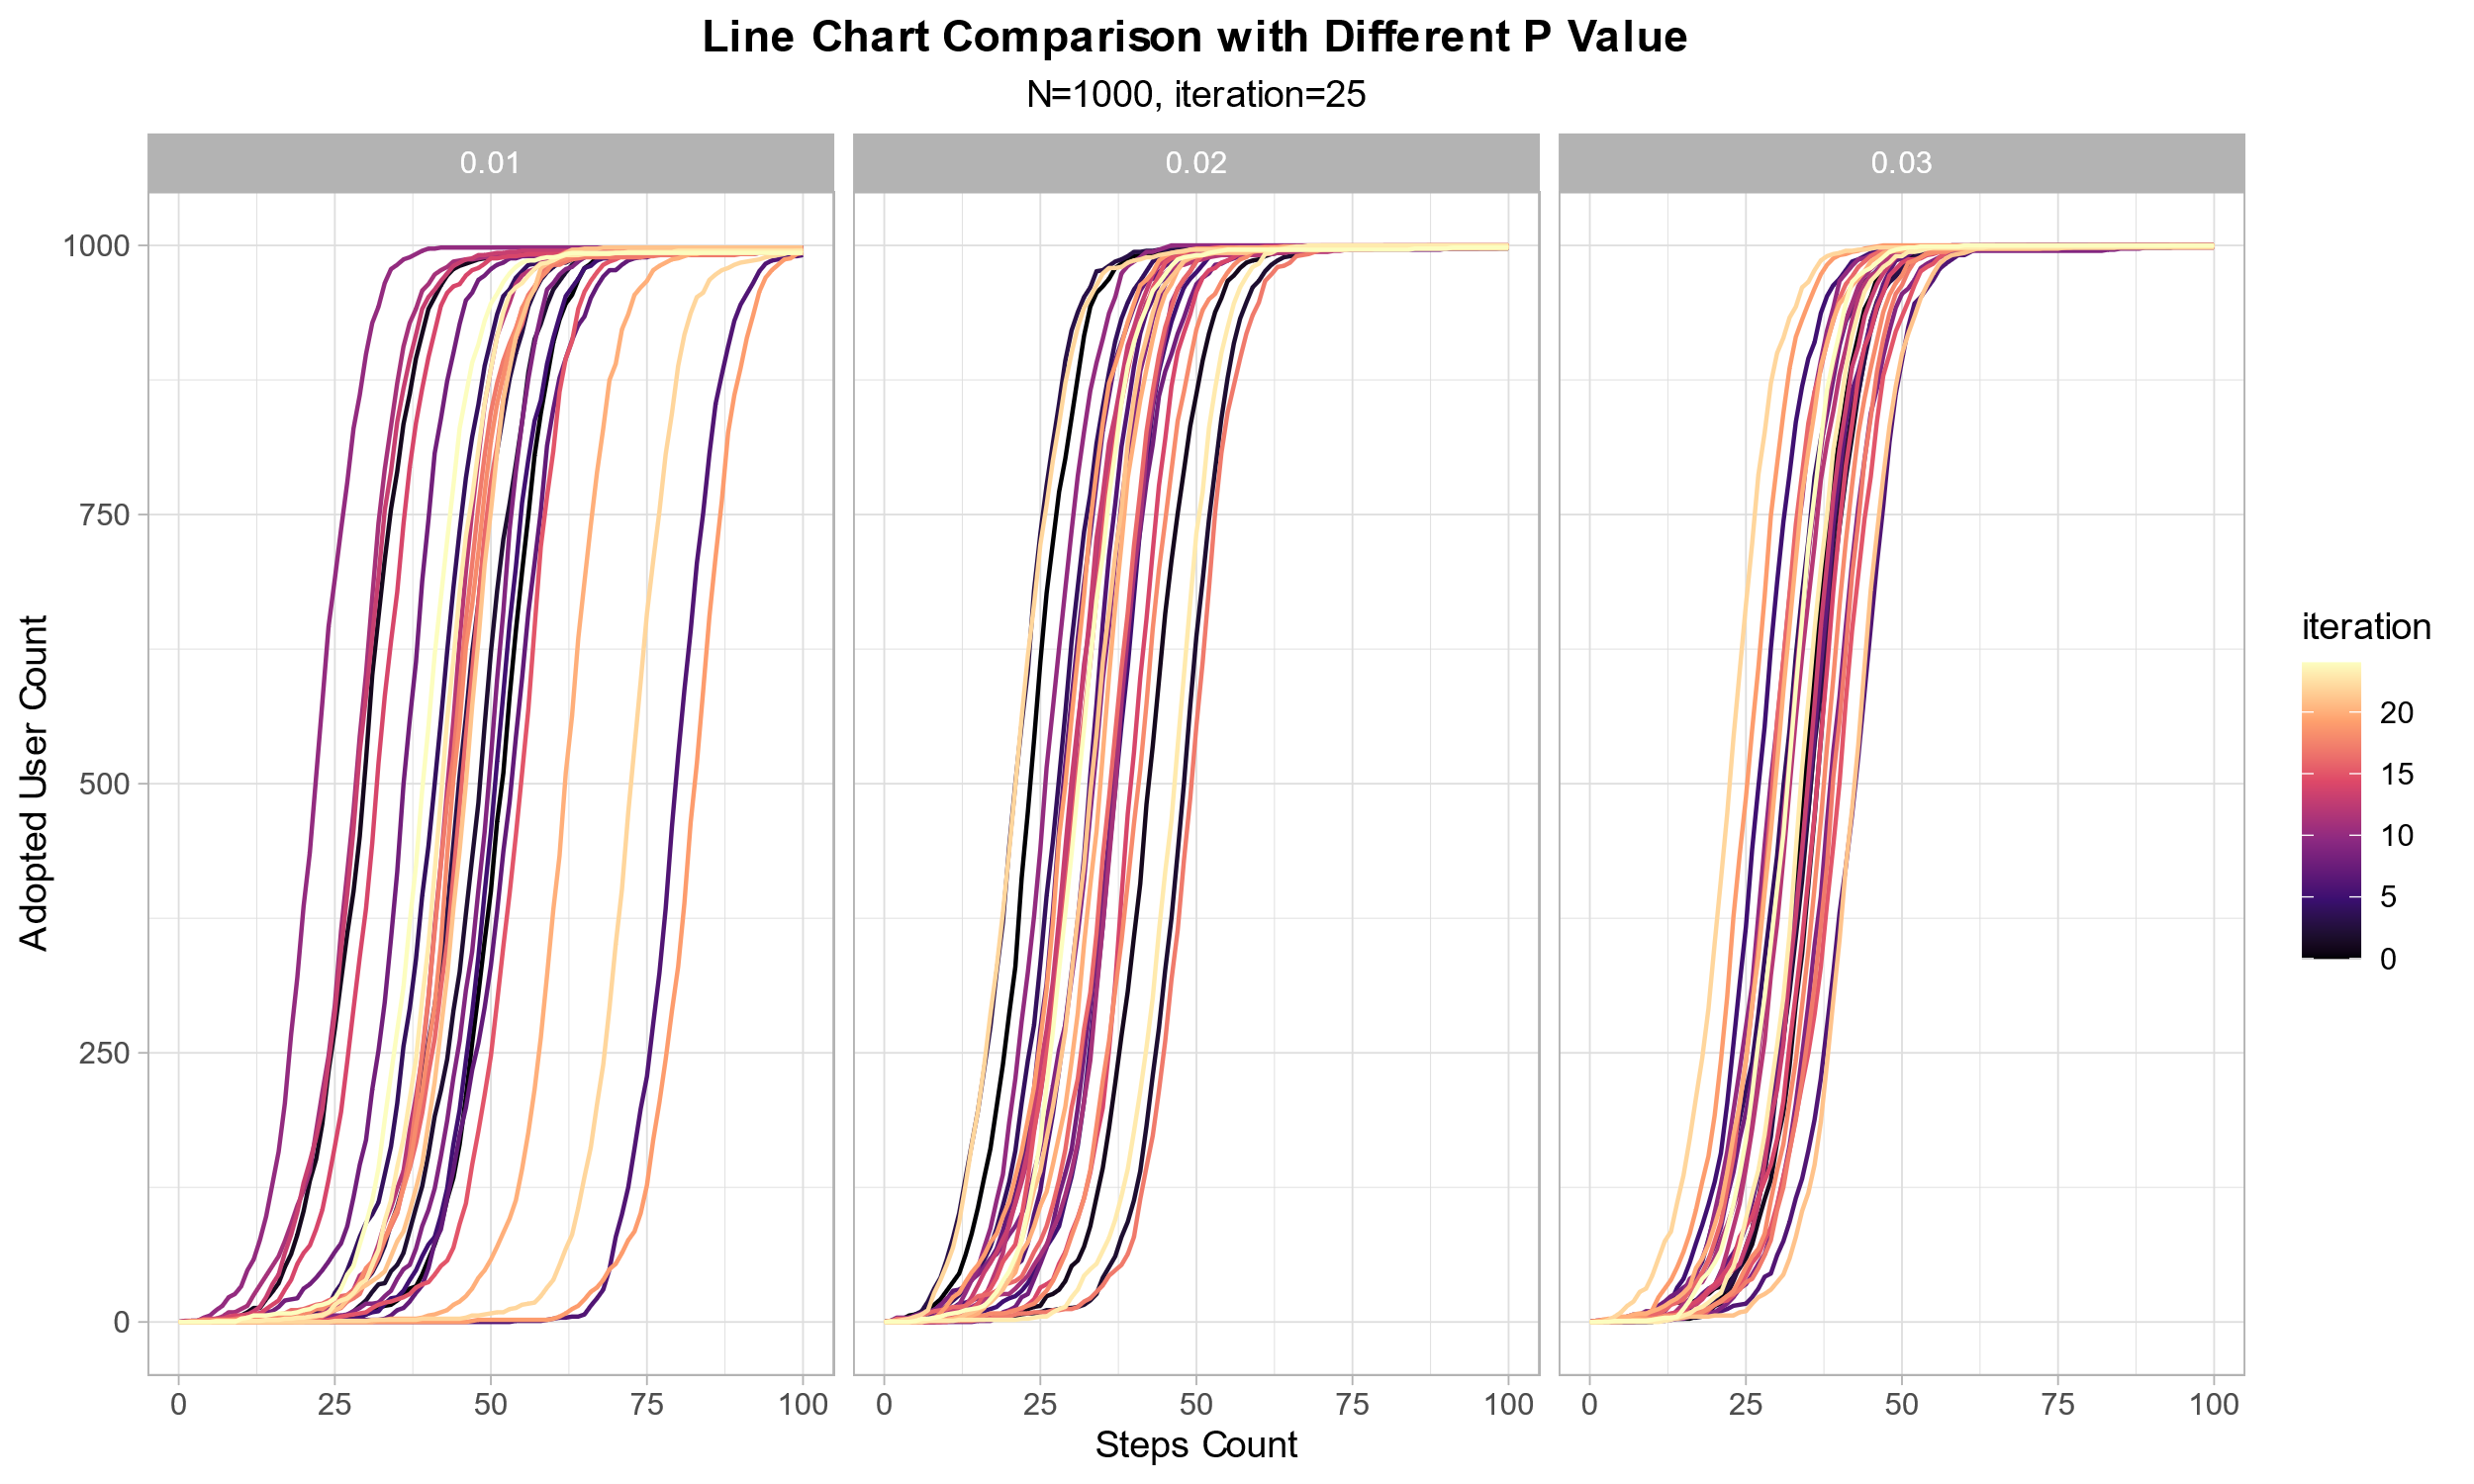 Line Chart Comparison with Different P Value
N=1000, iteration=25
0.01 0.02 0.03
1000
750
500
250
0
Adopted User Count
0 25 50 75 100 0 25 50 75 100 0 25 50 75 100
Steps Count
iteration
20
15
10
5
0